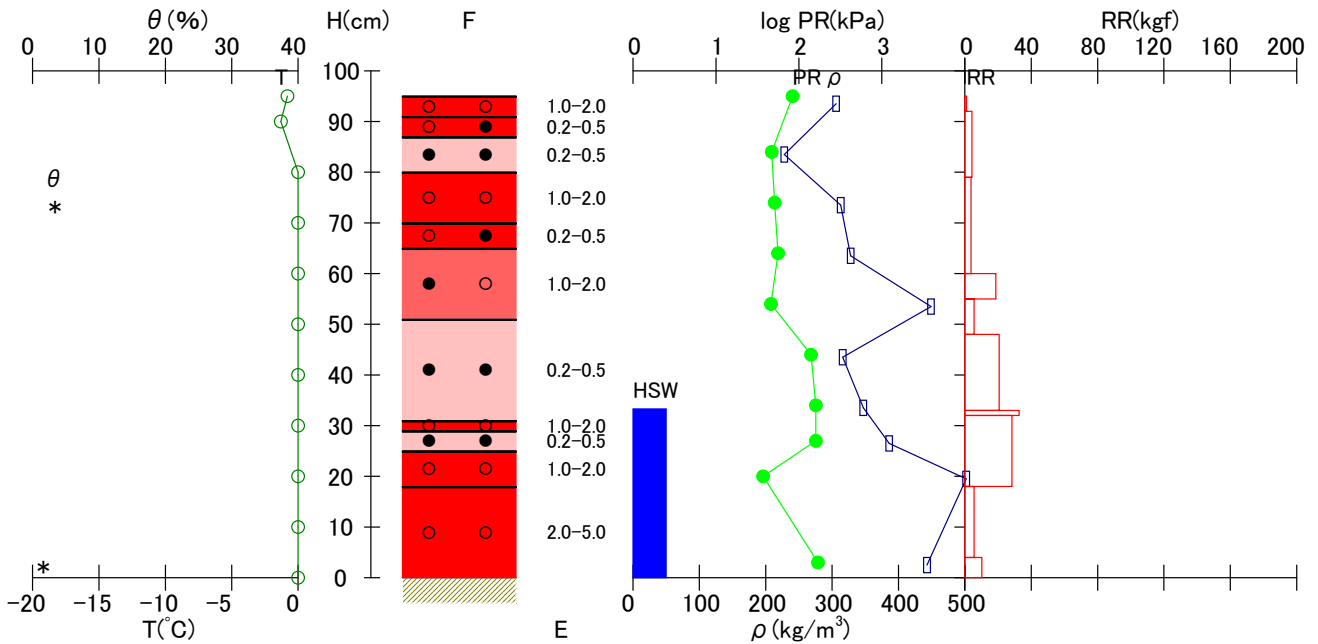 θ(%) H(cm) F log PR(kPa) RR(kgf)
0 10 20 30 40 0 1 2 3 0 40 80 120 160 200
100 T PR ρ RR
1.0-2.0
90 0.2-0.5
0.2-0.5
θ 80
1.0-2.0
* 70
0.2-0.5
60 1.0-2.0
50
40 0.2-0.5 HSW
30 1.0-2.0
0.2-0.5
1.0-2.0
20
10 2.0-5.0
* 0
-20 -15 -10 -5 0 0 100 200 300 400 500
T(°C) E ρ(kg/m³)